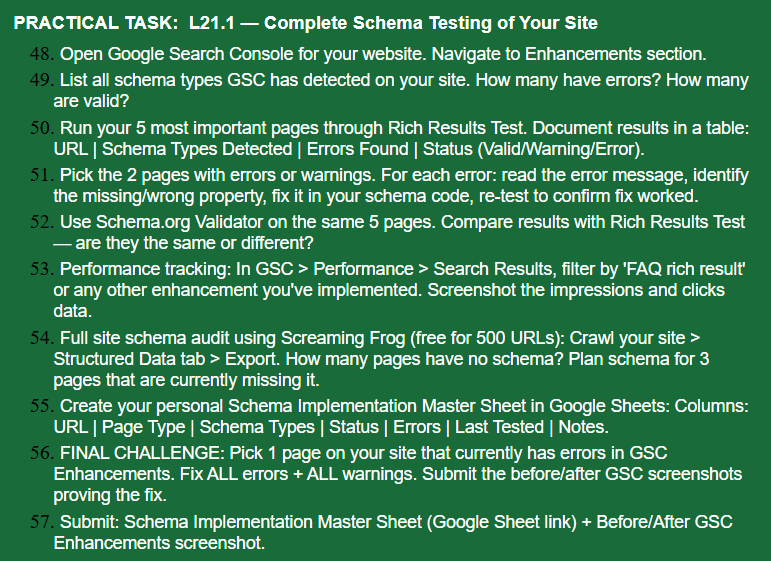 PRACTICAL TASK:  L21.1 — Complete Schema Testing of Your Site
48. Open Google Search Console for your website. Navigate to Enhancements section.
49. List all schema types GSC has detected on your site. How many have errors? How many
are valid?
50. Run your 5 most important pages through Rich Results Test. Document results in a table:
URL | Schema Types Detected | Errors Found | Status (Valid/Warning/Error).
51. Pick the 2 pages with errors or warnings. For each error: read the error message, identify
the missing/wrong property, fix it in your schema code, re-test to confirm fix worked.
52. Use Schema.org Validator on the same 5 pages. Compare results with Rich Results Test
— are they the same or different?
53. Performance tracking: In GSC > Performance > Search Results, filter by 'FAQ rich result'
or any other enhancement you've implemented. Screenshot the impressions and clicks
data.
54. Full site schema audit using Screaming Frog (free for 500 URLs): Crawl your site >
Structured Data tab > Export. How many pages have no schema? Plan schema for 3
pages that are currently missing it.
55. Create your personal Schema Implementation Master Sheet in Google Sheets: Columns:
URL | Page Type | Schema Types | Status | Errors | Last Tested | Notes.
56. FINAL CHALLENGE: Pick 1 page on your site that currently has errors in GSC
Enhancements. Fix ALL errors + ALL warnings. Submit the before/after GSC screenshots
proving the fix.
57. Submit: Schema Implementation Master Sheet (Google Sheet link) + Before/After GSC
Enhancements screenshot.